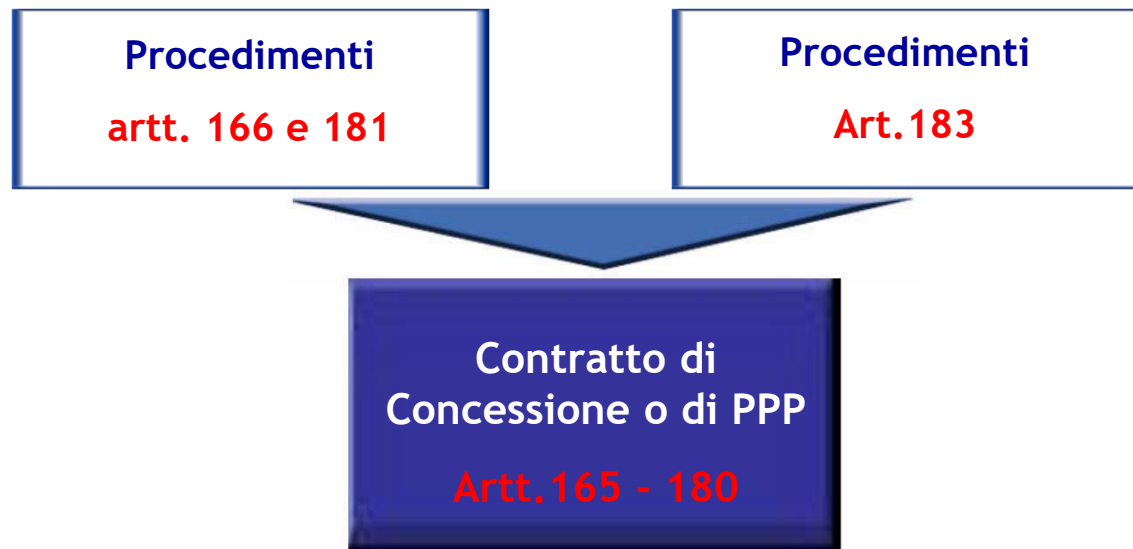 Procedimenti
artt. 166 e 181
Procedimenti
Art.183
Contratto di
Concessione o di PPP
Artt.165 - 180